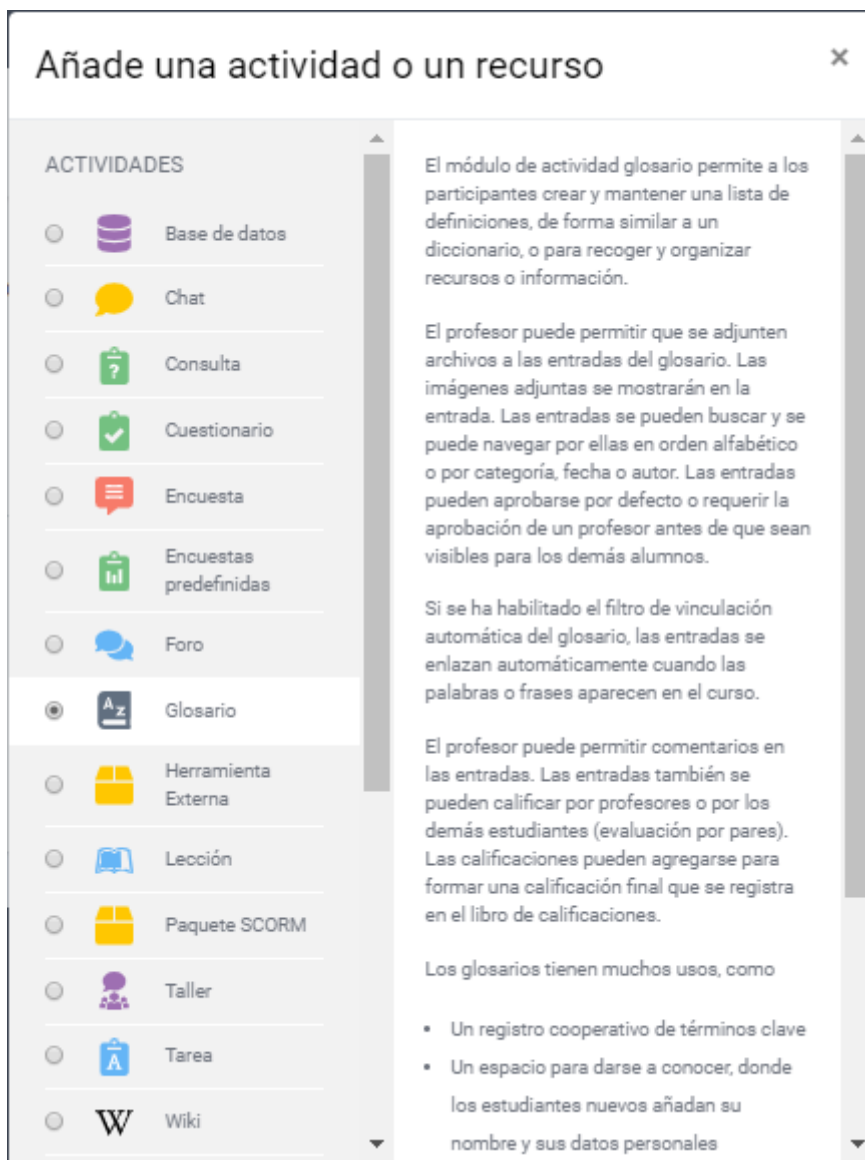 Añade una actividad o un recurso
×
ACTIVIDADES
Base de datos
Chat
Consulta
Cuestionario
Encuesta
Encuestas
predefinidas
Foro
Glosario
Herramienta
Externa
Lección
Paquete SCORM
Taller
Tarea
Wiki
El módulo de actividad glosario permite a los
participantes crear y mantener una lista de
definiciones, de forma similar a un
diccionario, o para recoger y organizar
recursos o información.
El profesor puede permitir que se adjunten
archivos a las entradas del glosario. Las
imágenes adjuntas se mostrarán en la
entrada. Las entradas se pueden buscar y se
puede navegar por ellas en orden alfabético
o por categoría, fecha o autor. Las entradas
pueden aprobarse por defecto o requerir la
aprobación de un profesor antes de que sean
visibles para los demás alumnos.
Si se ha habilitado el filtro de vinculación
automática del glosario, las entradas se
enlazan automáticamente cuando las
palabras o frases aparecen en el curso.
El profesor puede permitir comentarios en
las entradas. Las entradas también se
pueden calificar por profesores o por los
demás estudiantes (evaluación por pares).
Las calificaciones pueden agregarse para
formar una calificación final que se registra
en el libro de calificaciones.
Los glosarios tienen muchos usos, como
• Un registro cooperativo de términos clave
• Un espacio para darse a conocer, donde
los estudiantes nuevos añadan su
nombre y sus datos personales